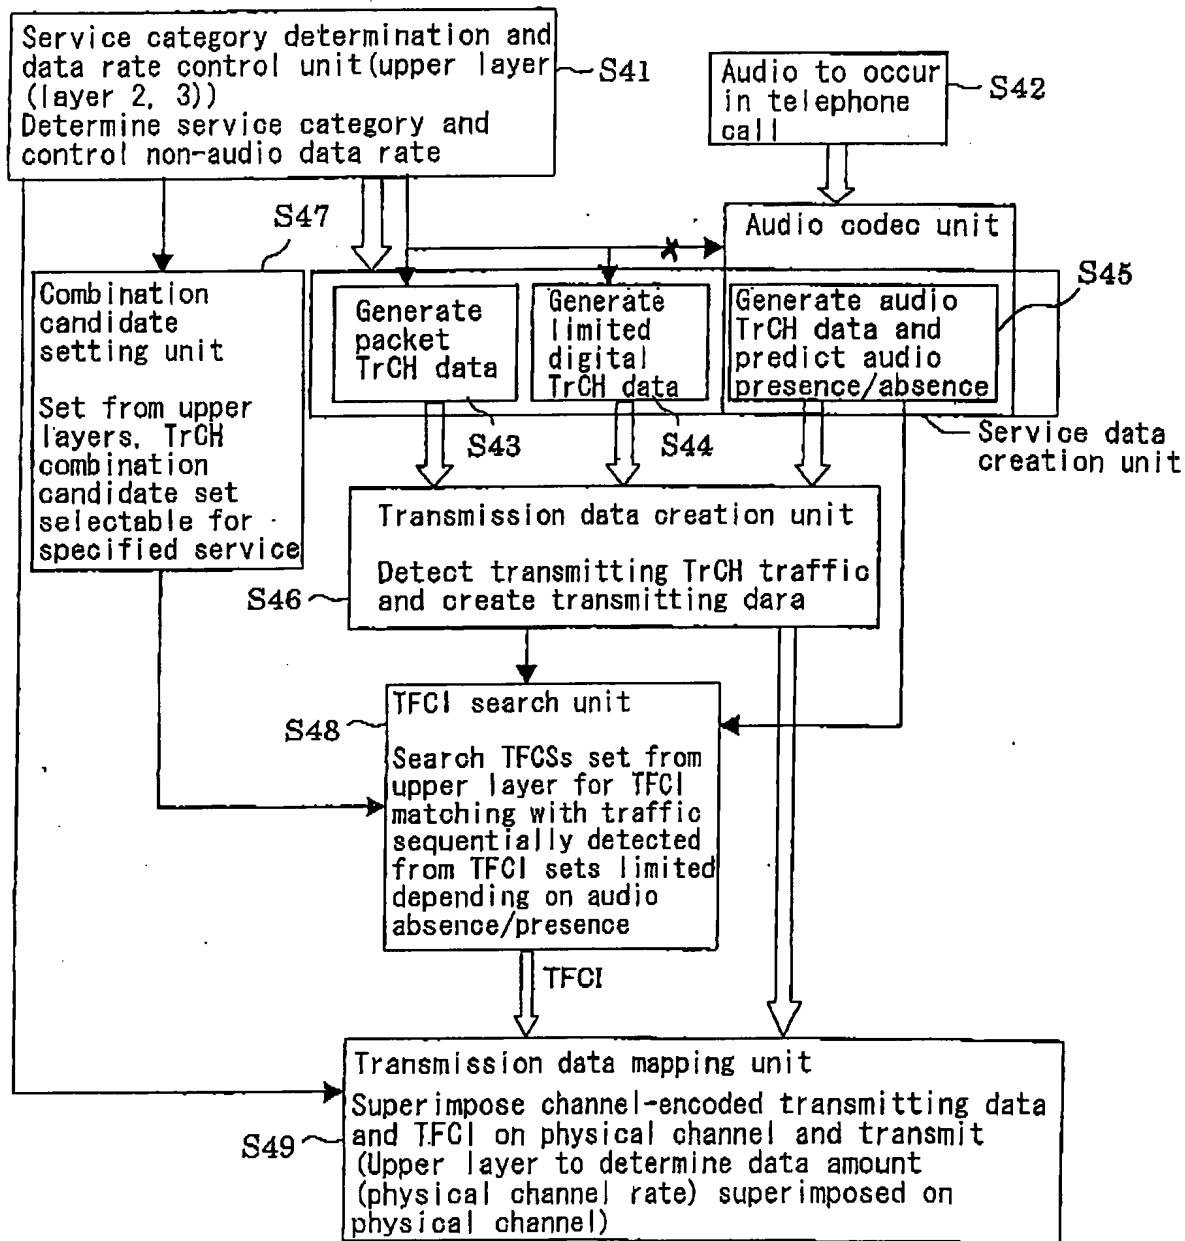 Service category determination and
data rate control unit(upper layer
(layer 2, 3))
Determine service category and
control non-audio data rate
S41
Audio to occur
in telephone
call
S42
S47
Audio codec unit
Combination
candidate
setting unit
Set from upper
layers, TrCH
combination
candidate set
selectable for
specified service
Generate
packet
TrCH data
S43
Generate
limited
digital
TrCH data
S44
Generate audio
TrCH data and
predict audio
presence/absence
S45
Service data
creation unit
Transmission data creation unit
Detect transmitting TrCH traffic
and create transmitting dara
S46
TFCI search unit
S48
Search TFCSs set from
upper layer for TFCI
matching with traffic
sequentially detected
from TFCI sets limited
depending on audio
absence/presence
TFCI
Transmission data mapping unit
Superimpose channel-encoded transmitting data
and TFCI on physical channel and transmit
(Upper layer to determine data amount
(physical channel rate) superimposed on
physical channel)
S49